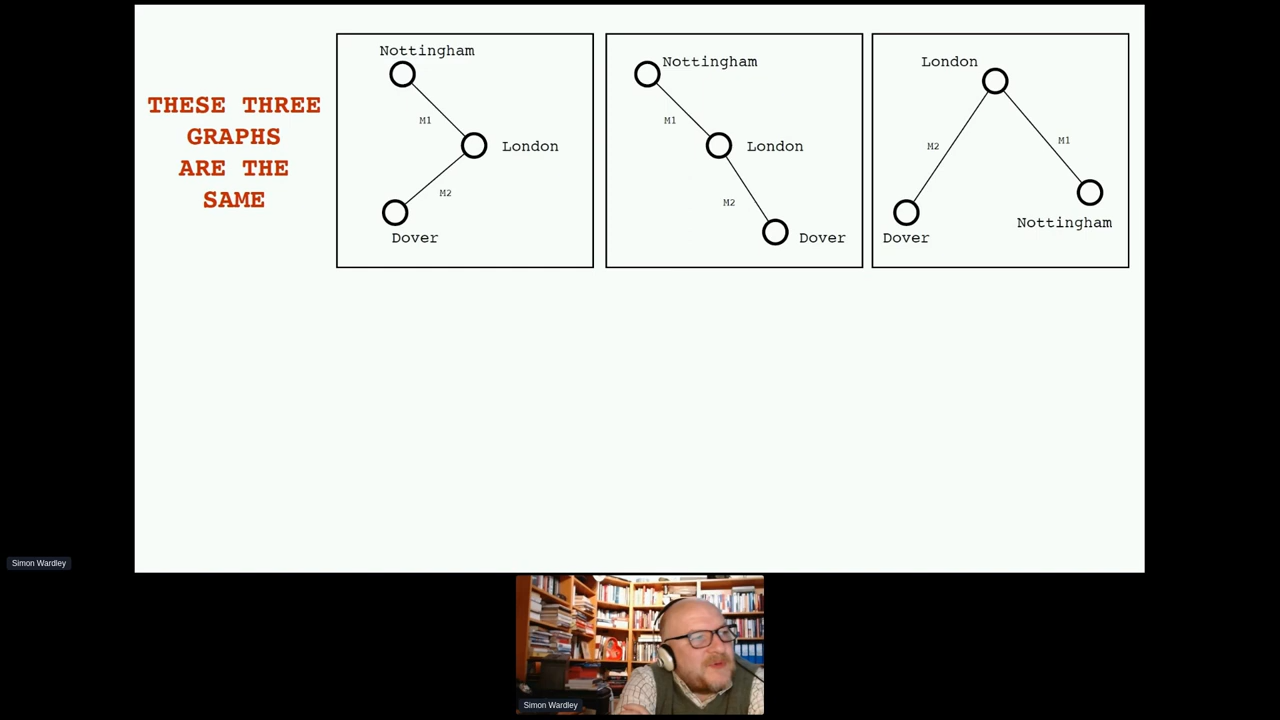 THESE THREE
GRAPHS
ARE THE
SAME
Nottingham
M1
London
M2
Dover
Nottingham
M1
London
M2
Dover
London
M2
M1
Nottingham
Dover
Simon Wardley
Simon Wardley